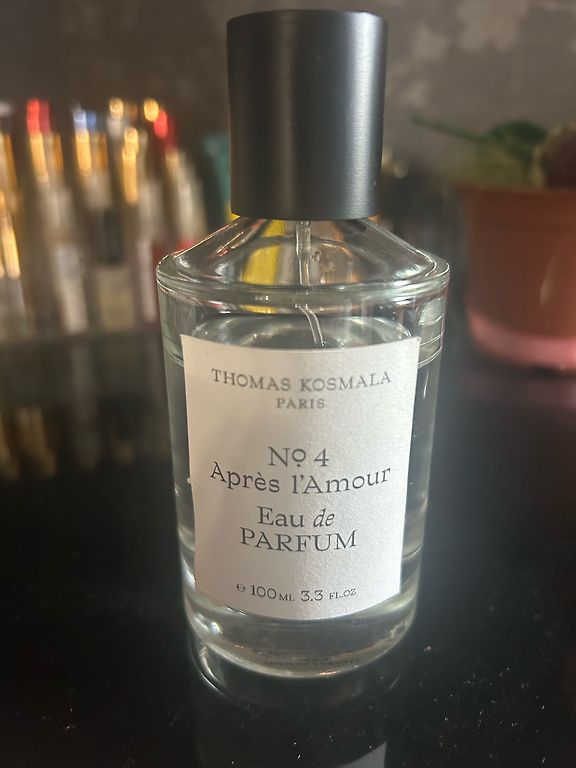 THOMAS KOSMALA
PARIS
Nº 4
Après l'Amour
Eau de
PARFUM
℮ 100 ML 3.3 FL.OZ